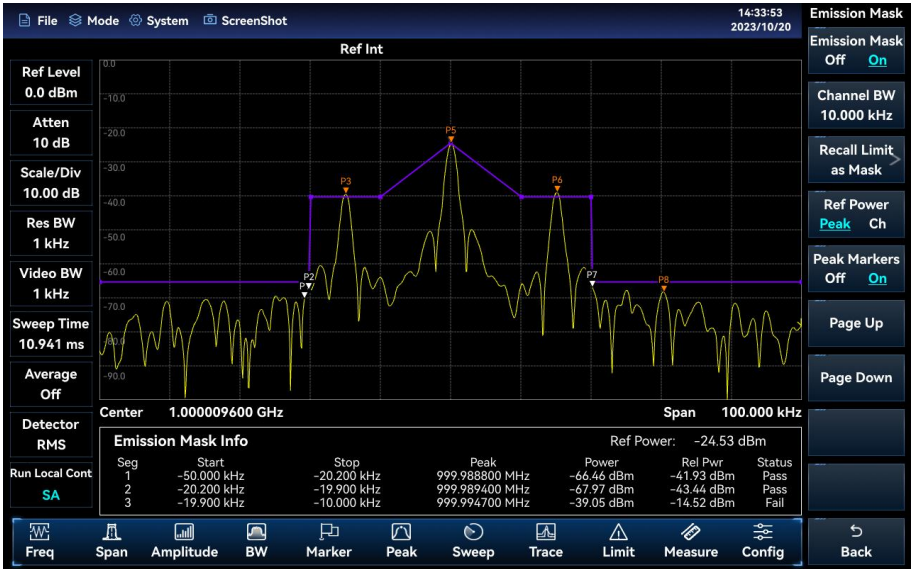 File Mode System ScreenShot
14:33:53
2023/10/20
Emission Mask
Ref Int
Ref Level
0.0 dBm
Atten
10 dB
Scale/Div
10.00 dB
Res BW
1 kHz
Video BW
1 kHz
Sweep Time
10.941 ms
Average
Off
Detector
RMS
Run Local Cont
SA
0.0
-10.0
-20.0
-30.0
-40.0
-50.0
-60.0
-70.0
-80.0
-90.0
P5
P3
P6
P2
P
P7
P8
Center 1.000009600 GHz Span 100.000 kHz
Emission Mask Info Ref Power: -24.53 dBm
Seg Start Stop Peak Power Rel Pwr Status
1 -50.000 kHz -20.200 kHz 999.988800 MHz -66.46 dBm -41.93 dBm Pass
2 -20.200 kHz -19.900 kHz 999.989400 MHz -67.97 dBm -43.44 dBm Pass
3 -19.900 kHz -10.000 kHz 999.994700 MHz -39.05 dBm -14.52 dBm Fail
Emission Mask
Off On
Channel BW
10.000 kHz
Recall Limit
as Mask
Ref Power
Peak Ch
Peak Markers
Off On
Page Up
Page Down
Freq Span Amplitude BW Marker Peak Sweep Trace Limit Measure Config Back